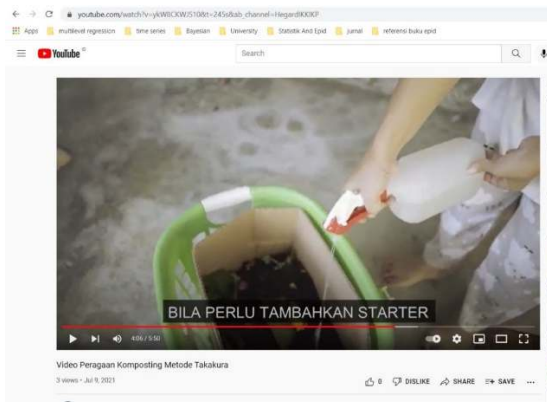 youtube.com/watch?v=ykW8CKWJS10&t=245s&ab_channel=HegardIKKIKP
Apps multilevel regression time series Bayesian University Statistik And Epid jurnal referensi buku epid
YouTube Search
BILA PERLU TAMBAHKAN STARTER
4:06 / 5:50
Video Peragaan Komposting Metode Takakura
3 views • Jul 9, 2021 0 DISLIKE SHARE SAVE